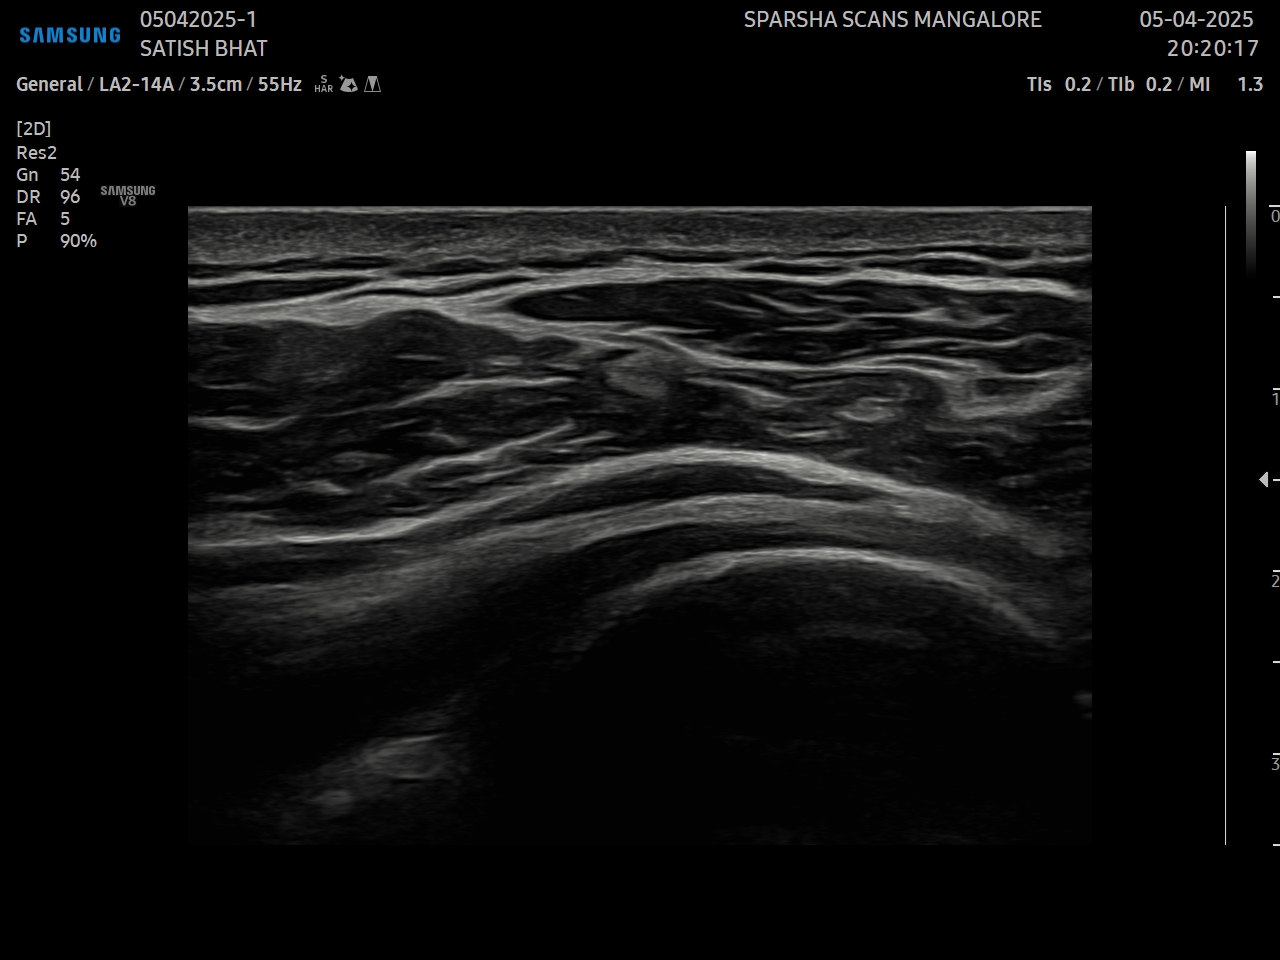 SAMSUNG 05042025-1 SPARSHA SCANS MANGALORE 05-04-2025
SATISH BHAT 20:20:17
General / LA2-14A / 3.5cm / 55Hz S HAR TIs 0.2 / TIb 0.2 / MI 1.3
[2D]
Res2
Gn 54
DR 96 SAMSUNG V8
FA 5
P 90%
0
1
2
3